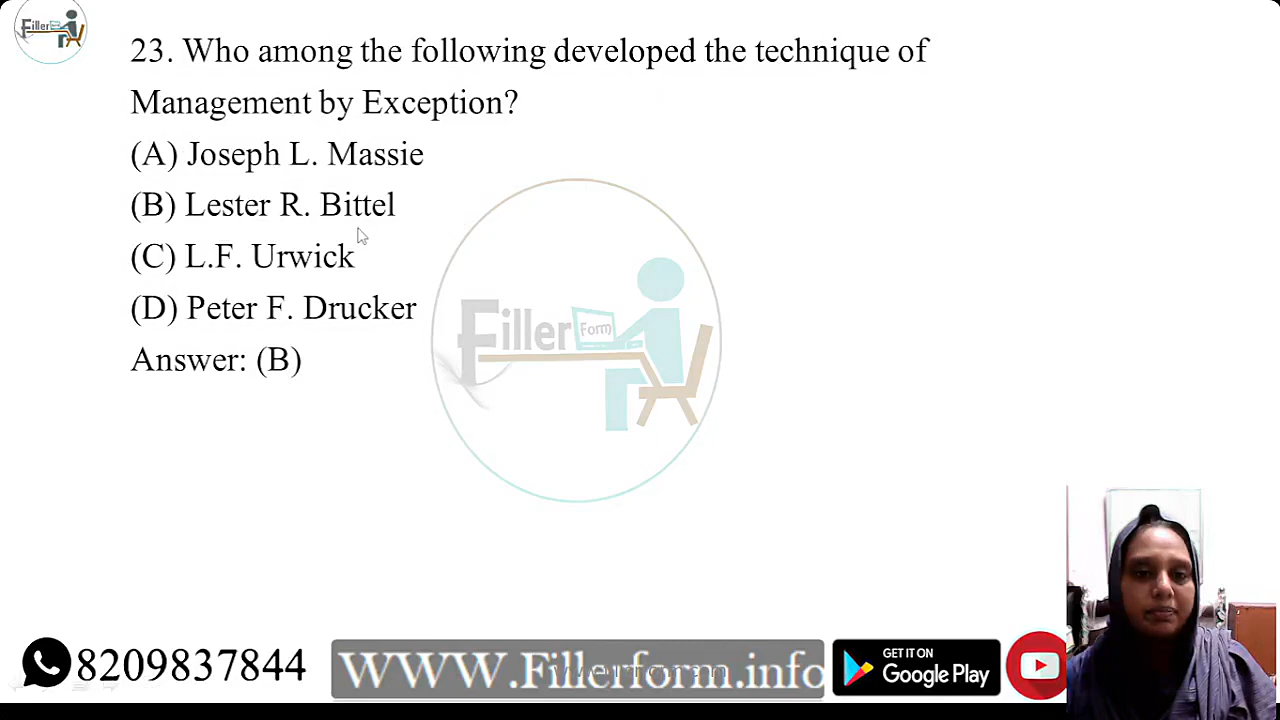 Filler
23. Who among the following developed the technique of
Management by Exception?
(A) Joseph L. Massie
(B) Lester R. Bittel
(C) L.F. Urwick
(D) Peter F. Drucker
Answer: (B)
Filler Form
8209837844
WWW.Fillerform.info
GET IT ON
Google Play